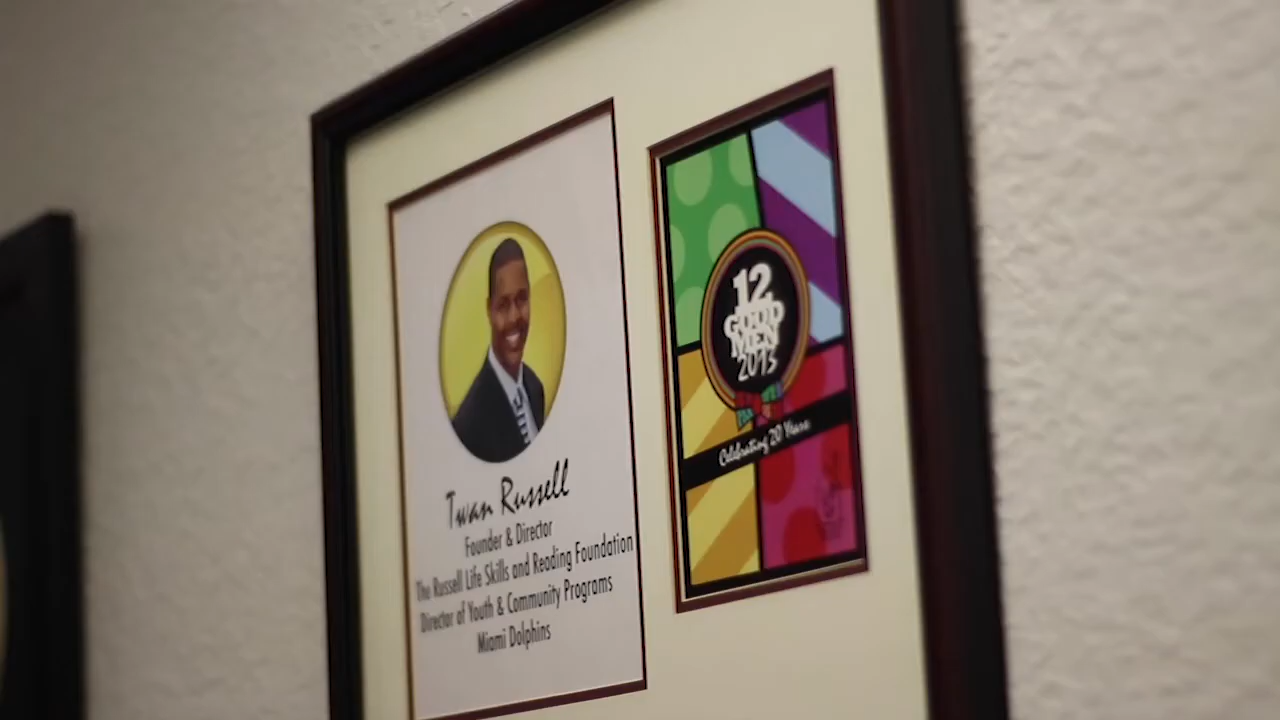 Twan Russell
Founder & Director
The Russell Life Skills and Reading Foundation
Director of Youth & Community Programs
Miami Dolphins
12
GOOD
MEN
2013
Celebrating 20 Years